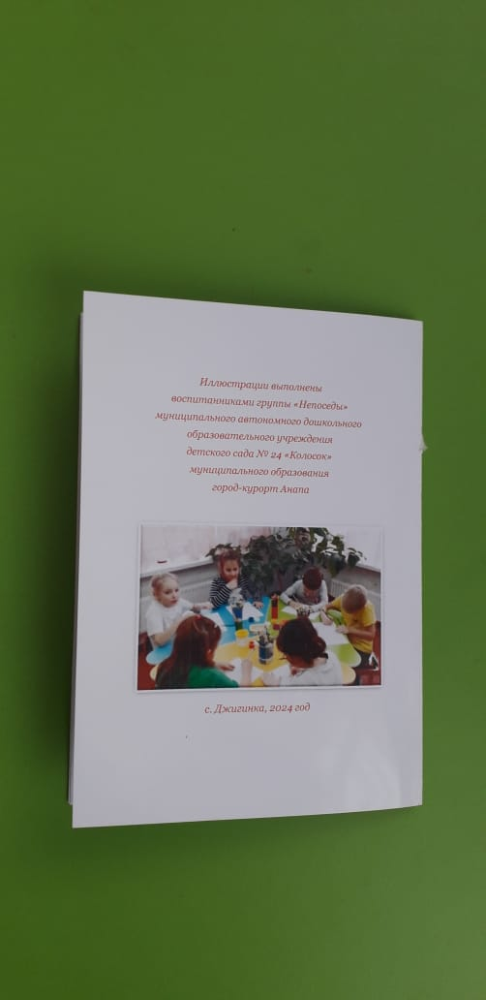 Иллюстрации выполнены
воспитанниками группы «Непоседы»
муниципального автономного дошкольного
образовательного учреждения
детского сада № 24 «Колосок»
муниципального образования
город-курорт Анапа
с. Джигинка, 2024 год